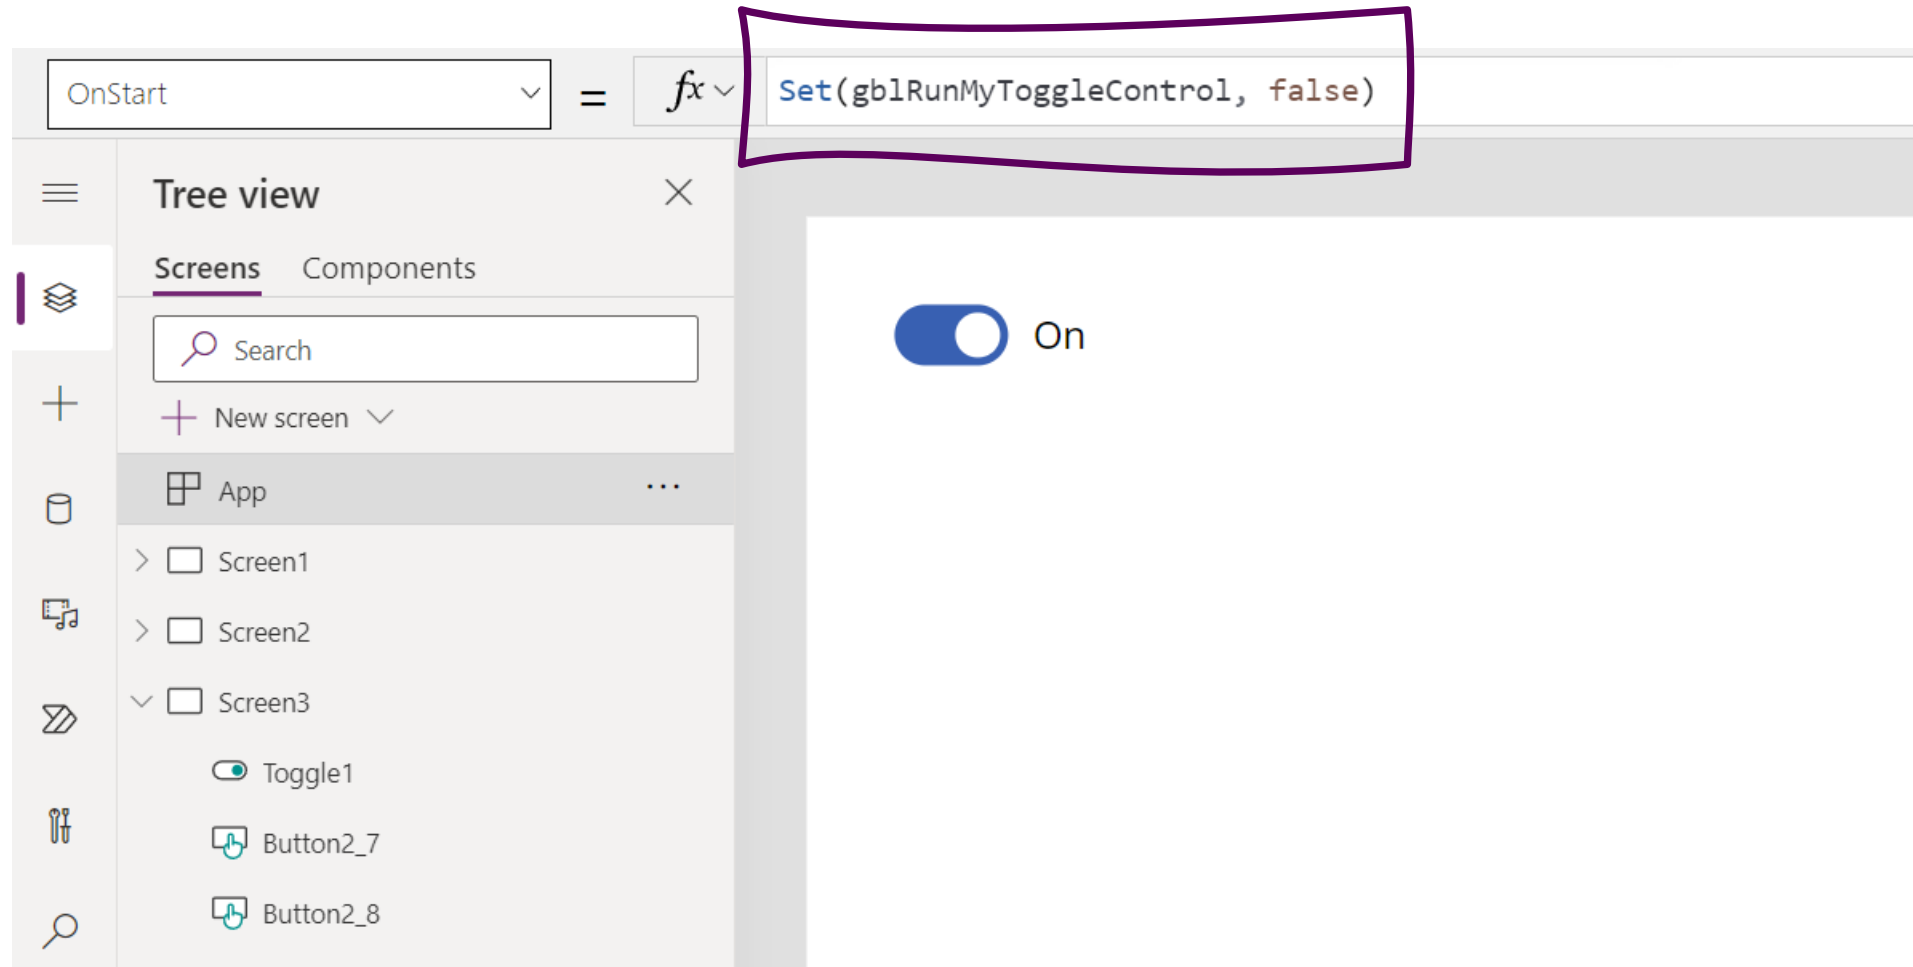 OnStart = fx Set(gblRunMyToggleControl, false)
Tree view
Screens Components
Search
New screen
App ...
Screen1
Screen2
Screen3
Toggle1
Button2_7
Button2_8
On